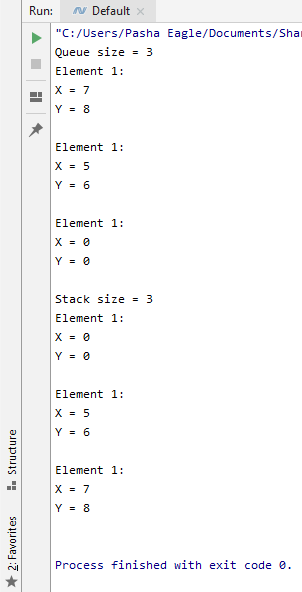 Run: Default
"C:/Users/Pasha Eagle/Documents/Sha
Queue size = 3
Element 1:
X = 7
Y = 8
Element 1:
X = 5
Y = 6
Element 1:
X = 0
Y = 0
Stack size = 3
Element 1:
X = 0
Y = 0
Element 1:
X = 5
Y = 6
Element 1:
X = 7
Y = 8
Process finished with exit code 0.
Structure
2: Favorites